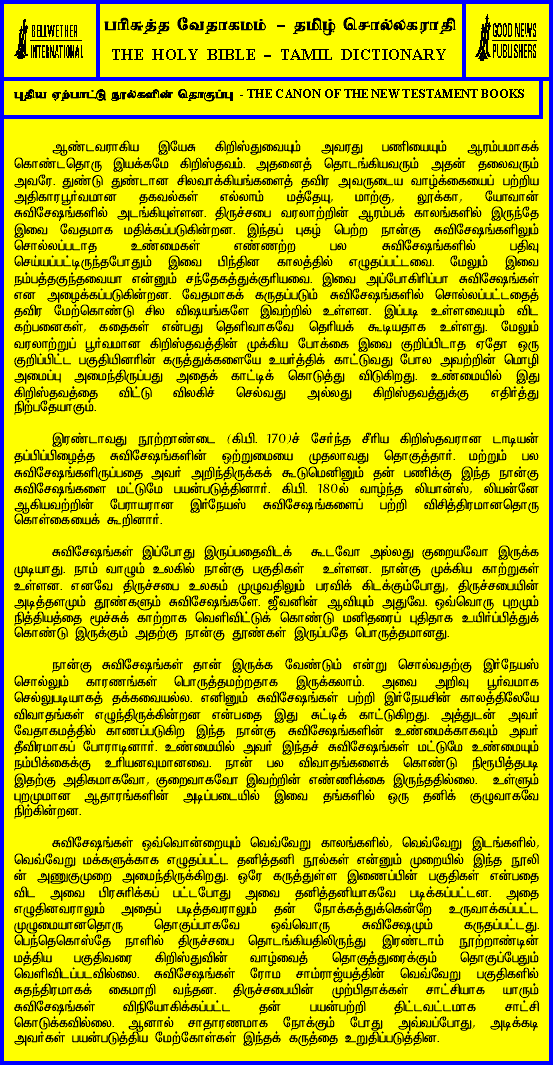 BELLWETHER
INTERNATIONAL
பரிசுத்த வேதாகமம் – தமிழ் சொல்லகராதி
THE HOLY BIBLE – TAMIL DICTIONARY
GOOD NEWS
PUBLISHERS
புதிய ஏற்பாட்டு நூல்களின் தொகுப்பு - THE CANON OF THE NEW TESTAMENT BOOKS
ஆண்டவராகிய இயேசு கிறிஸ்துவையும் அவரது பணியையும் ஆரம்பமாகக்
கொண்டதொரு இயக்கமே கிறிஸ்தவம். அதனைத் தொடங்கியவரும் அதன் தலைவரும்
அவரே. துண்டு துண்டான சிலவாக்கியங்களைத் தவிர அவருடைய வாழ்க்கையைப் பற்றிய
அதிகாரபூர்வமான தகவல்கள் எல்லாம் மத்தேயு, மாற்கு, லூக்கா, யோவான்
சுவிசேஷங்களில் அடங்கியுள்ளன. திருச்சபை வரலாற்றின் ஆரம்பக் காலங்களில் இருந்தே
இவை வேதமாக மதிக்கப்படுகின்றன. இந்தப் புகழ் பெற்ற நான்கு சுவிசேஷங்களிலும்
சொல்லப்படாத உண்மைகள் எண்ணற்ற பல சுவிசேஷங்களில் பதிவு
செய்யப்பட்டிருந்தபோதும் இவை பிந்தின காலத்தில் எழுதப்பட்டவை. மேலும் இவை
நம்பத்தகுந்தவையா என்னும் சந்தேகத்துக்குரியவை. இவை அப்போகிரிப்பா சுவிசேஷங்கள்
என அழைக்கப்படுகின்றன. வேதமாகக் கருதப்படும் சுவிசேஷங்களில் சொல்லப்பட்டதைத்
தவிர மேற்கொண்டு சில விஷயங்களே இவற்றில் உள்ளன. இப்படி உள்ளவையும் விட
கற்பனைகள், கதைகள் என்பது தெளிவாகவே தெரியக் கூடியதாக உள்ளது. மேலும்
வரலாற்றுப் பூர்வமான கிறிஸ்தவத்தின் முக்கிய போக்கை இவை குறிப்பிடாத ஏதோ ஒரு
குறிப்பிட்ட பகுதியினரின் கருத்துக்களையே உயர்த்திக் காட்டுவது போல அவற்றின் மொழி
அமைப்பு அமைந்திருப்பது அதைக் காட்டிக் கொடுத்து விடுகிறது. உண்மையில் இது
கிறிஸ்தவத்தை விட்டு விலகிச் செல்வது அல்லது கிறிஸ்தவத்துக்கு எதிர்த்து
நிற்பதேயாகும்.
இரண்டாவது நூற்றாண்டை (கி.பி. 170)ச் சேர்ந்த சீரிய கிறிஸ்தவரான டாடியன்
தப்பிப்பிழைத்த சுவிசேஷங்களின் ஒற்றுமையை முதலாவது தொகுத்தார். மற்றும் பல
சுவிசேஷங்களிருப்பதை அவர் அறிந்திருக்கக் கூடுமெனினும் தன் பணிக்கு இந்த நான்கு
சுவிசேஷங்களை மட்டுமே பயன்படுத்தினார். கி.பி. 180ல் வாழ்ந்த லியான்ஸ், லியன்னே
ஆகியவற்றின் பேராயரான இர்நேயஸ் சுவிசேஷங்களைப் பற்றி விசித்திரமானதொரு
கொள்கையைக் கூறினார்.
சுவிசேஷங்கள் இப்போது இருப்பதைவிடக் கூடவோ அல்லது குறையவோ இருக்க
முடியாது. நாம் வாழும் உலகில் நான்கு பகுதிகள் உள்ளன. நான்கு முக்கிய காற்றுகள்
உள்ளன. எனவே திருச்சபை உலகம் முழுவதிலும் பரவிக் கிடக்கும்போது, திருச்சபையின்
அடித்தளமும் தூண்களும் சுவிசேஷங்களே. ஜீவனின் ஆவியும் அதுவே. ஒவ்வொரு புறமும்
நித்தியத்தை மூச்சுக் காற்றாக வெளிவிட்டுக் கொண்டு மனிதரைப் புதிதாக உயிர்ப்பித்துக்
கொண்டு இருக்கும் அதற்கு நான்கு தூண்கள் இருப்பதே பொருத்தமானது.
நான்கு சுவிசேஷங்கள் தான் இருக்க வேண்டும் என்று சொல்வதற்கு இர்நேயஸ்
சொல்லும் காரணங்கள் பொருத்தமற்றதாக இருக்கலாம். அவை அறிவு பூர்வமாக
செல்லுபடியாகத் தக்கவையல்ல. எனினும் சுவிசேஷங்கள் பற்றி இர்நேயசின் காலத்திலேயே
விவாதங்கள் எழுந்திருக்கின்றன என்பதை இது சுட்டிக் காட்டுகிறது. அத்துடன் அவர்
வேதாகமத்தில் காணப்படுகிற இந்த நான்கு சுவிசேஷங்களின் உண்மைக்காகவும் அவர்
தீவிரமாகப் போராடினார். உண்மையில் அவர் இந்தச் சுவிசேஷங்கள் மட்டுமே உண்மையும்
நம்பிக்கைக்கு உரியனவுமானவை. நான் பல விவாதங்களைக் கொண்டு நிரூபித்தபடி
இதற்கு அதிகமாகவோ, குறைவாகவோ இவற்றின் எண்ணிக்கை இருந்ததில்லை. உள்ளும்
புறமுமான ஆதாரங்களின் அடிப்படையில் இவை தங்களில் ஒரு தனிக் குழுவாகவே
நிற்கின்றன.
சுவிசேஷங்கள் ஒவ்வொன்றையும் வெவ்வேறு காலங்களில், வெவ்வேறு இடங்களில்,
வெவ்வேறு மக்களுக்காக எழுதப்பட்ட தனித்தனி நூல்கள் என்னும் முறையில் இந்த நூலி
ன் அணுகுமுறை அமைந்திருக்கிறது. ஒரே கருத்துள்ள இணைப்பின் பகுதிகள் என்பதை
விட அவை பிரசுரிக்கப் பட்டபோது அவை தனித்தனியாகவே படிக்கப்பட்டன. அதை
எழுதினவராலும் அதைப் படித்தவராலும் தன் நோக்கத்துக்கென்றே உருவாக்கப்பட்ட
முழுமையானதொரு தொகுப்பாகவே ஒவ்வொரு சுவிசேஷமும் கருதப்பட்டது.
பெந்தெகொஸ்தே நாளில் திருச்சபை தொடங்கியதிலிருந்து இரண்டாம் நூற்றாண்டின்
மத்திய பகுதிவரை கிறிஸ்துவின் வாழ்வைத் தொகுத்துரைக்கும் தொகுப்பேதும்
வெளிவிடப்படவில்லை. சுவிசேஷங்கள் ரோம சாம்ராஜ்யத்தின் வெவ்வேறு பகுதிகளில்
சுதந்திரமாகக் கைமாறி வந்தன. திருச்சபையின் முற்பிதாக்கள் சாட்சியாக யாரும்
சுவிசேஷங்கள் விநியோகிக்கப்பட்ட தன் பயன்பற்றி திட்டவட்டமாக சாட்சி
கொடுக்கவில்லை. ஆனால் சாதாரணமாக நோக்கும் போது அவ்வப்போது, அடிக்கடி
அவர்கள் பயன்படுத்திய மேற்கோள்கள் இந்தக் கருத்தை உறுதிப்படுத்தின.